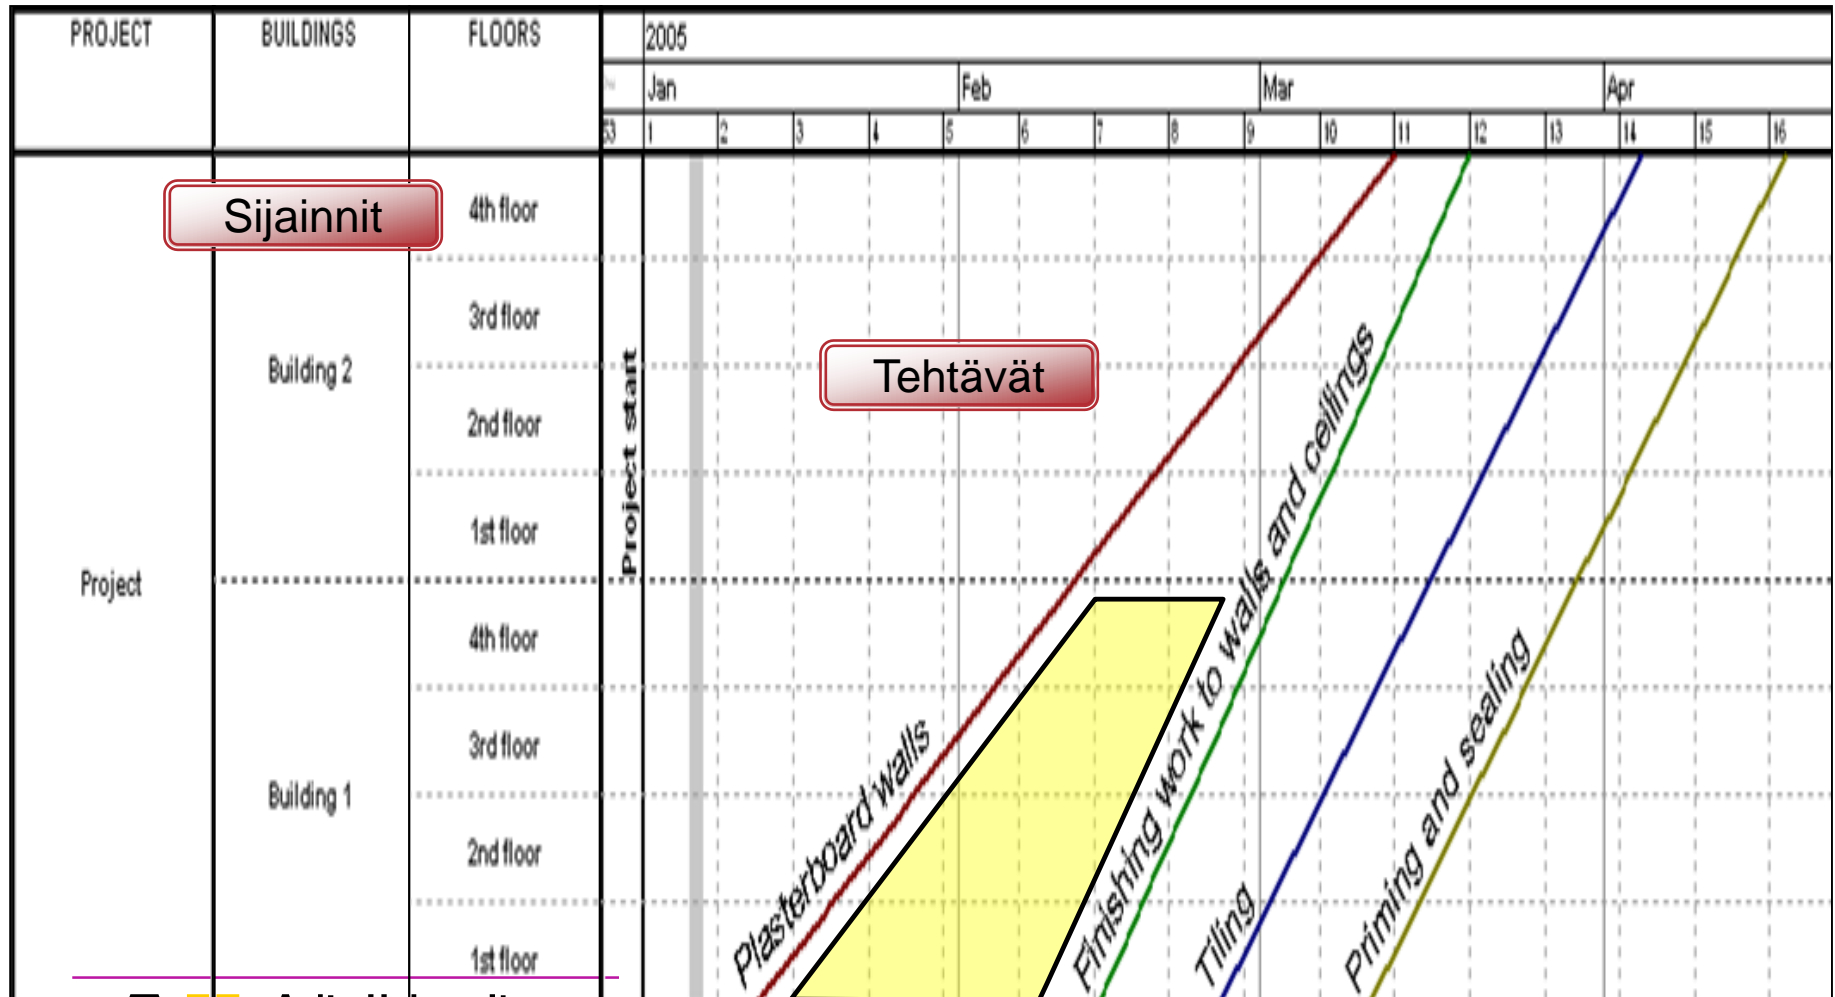 PROJECT BUILDINGS FLOORS
2005
Jan Feb Mar Apr
53 1 2 3 4 5 6 7 8 9 10 11 12 13 14 15 16
Sijainnit
4th floor
3rd floor
Tehtävät
Building 2
2nd floor
1st floor
Project start
Project
4th floor
3rd floor
Building 1
2nd floor
1st floor
Plasterboard walls
Finishing work to walls and ceilings
Tiling
Priming and sealing